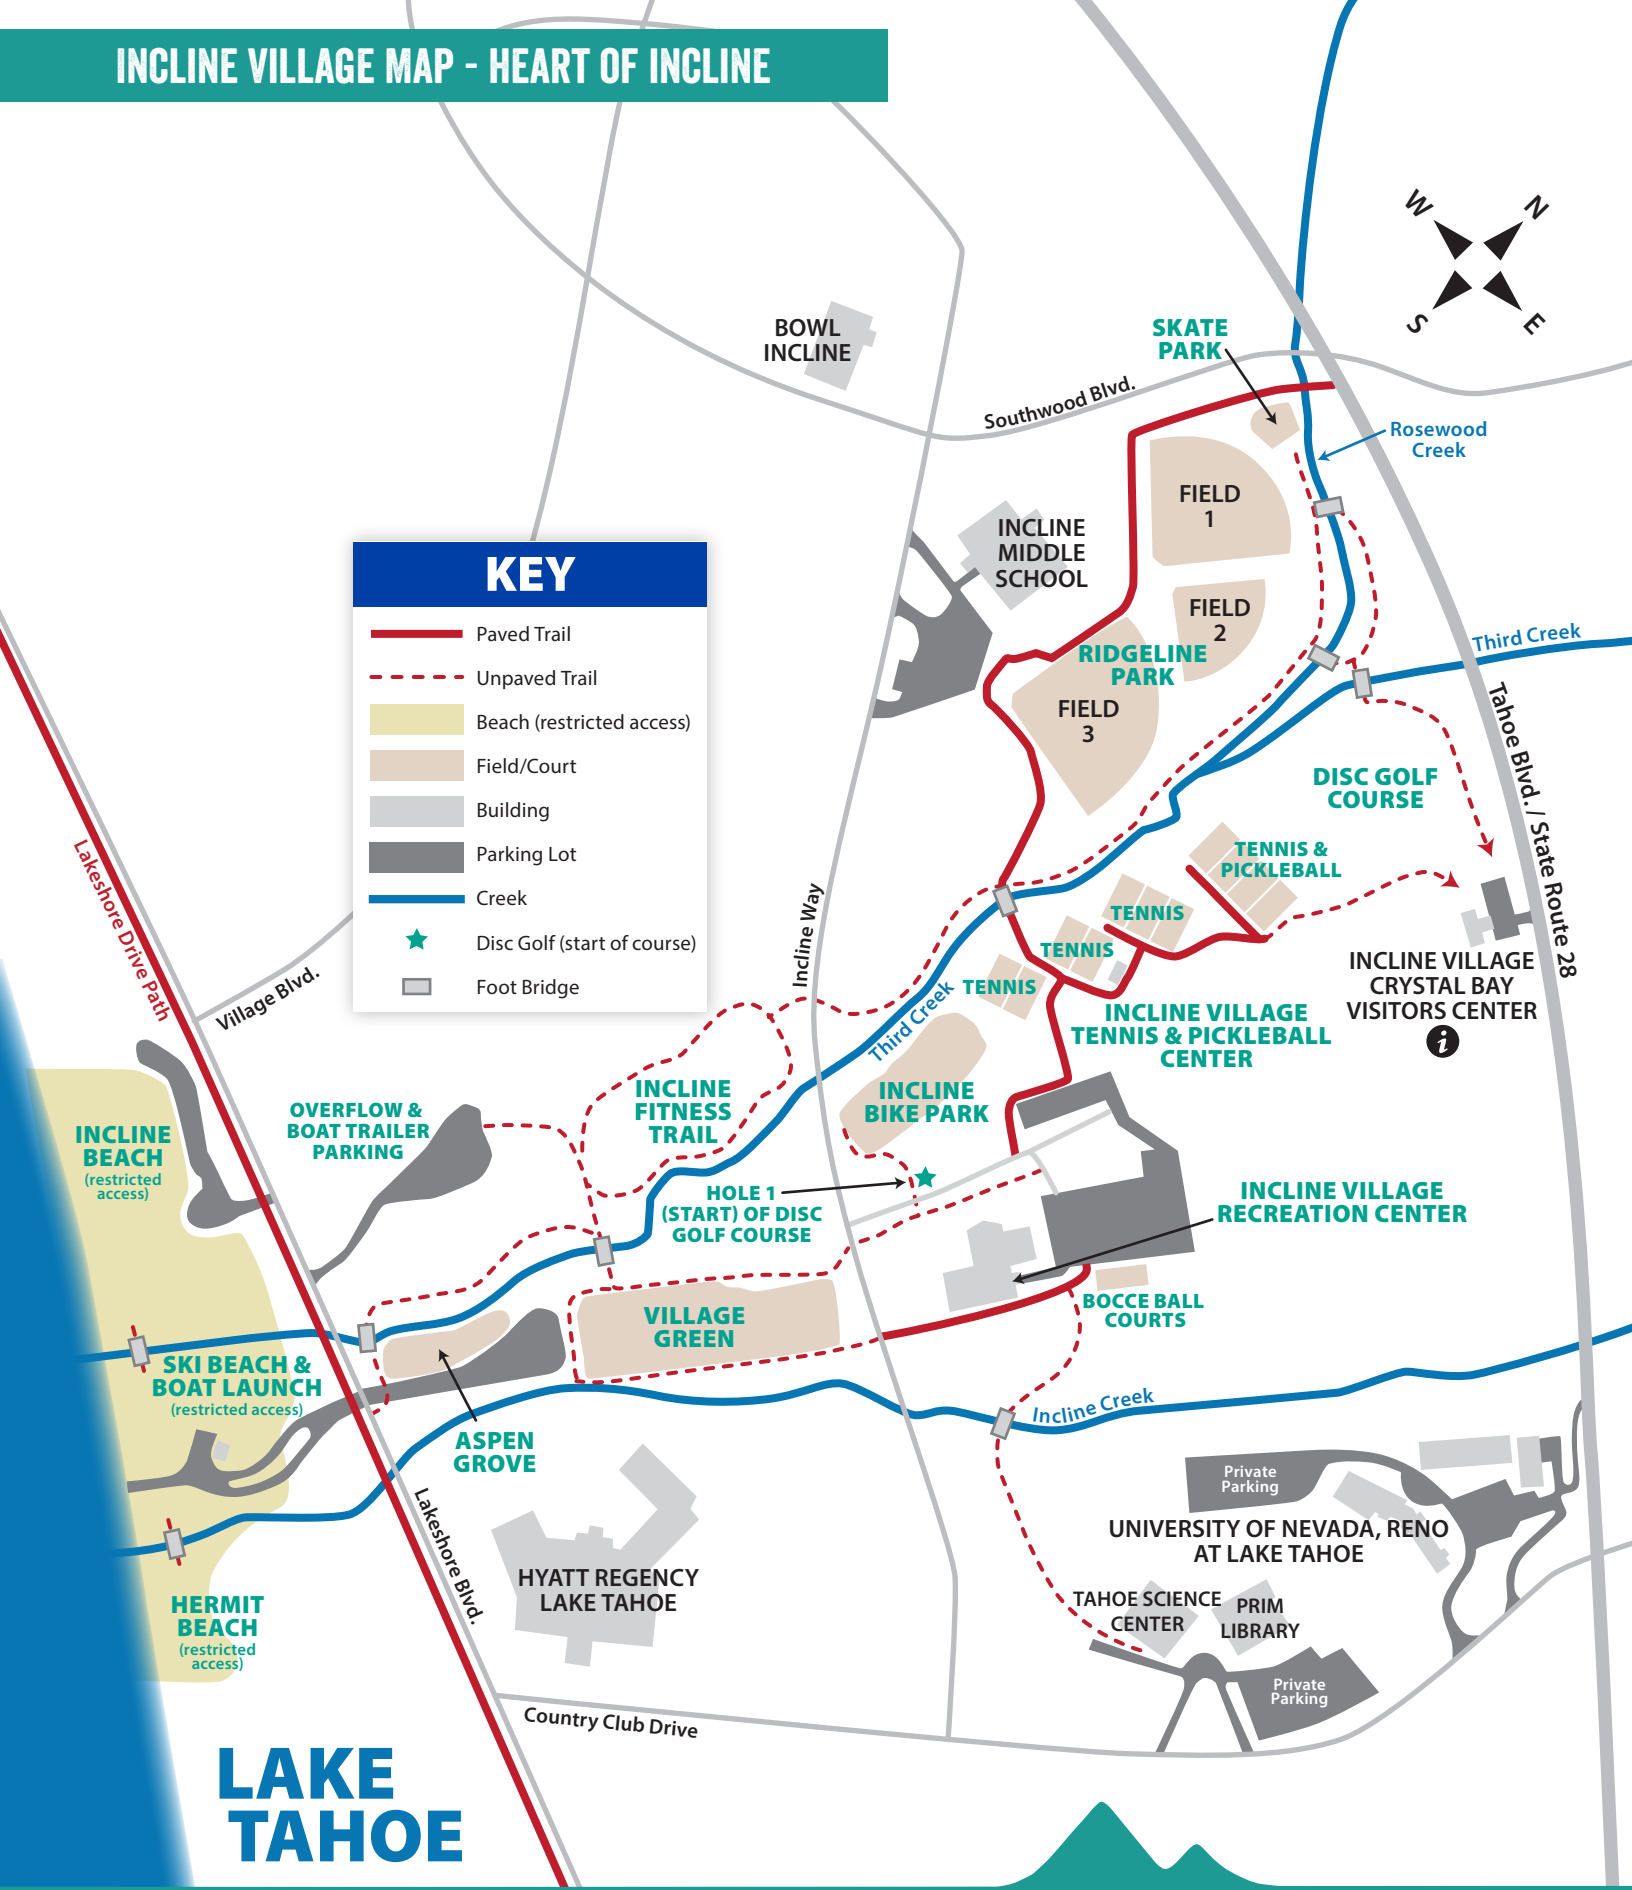 INCLINE VILLAGE MAP - HEART OF INCLINE
W
N
S
E
BOWL
INCLINE
SKATE
PARK
Southwood Blvd.
Rosewood
Creek
FIELD
1
INCLINE
MIDDLE
SCHOOL
FIELD
2
RIDGELINE
PARK
FIELD
3
Third Creek
Tahoe Blvd. / State Route 28
KEY
Paved Trail
Unpaved Trail
Beach (restricted access)
Field/Court
Building
Parking Lot
Creek
Disc Golf (start of course)
Foot Bridge
DISC GOLF
COURSE
TENNIS &
PICKLEBALL
TENNIS
TENNIS
TENNIS
Lakeshore Drive Path
Village Blvd.
Incline Way
Third Creek
INCLINE VILLAGE
CRYSTAL BAY
VISITORS CENTER
i
INCLINE VILLAGE
TENNIS & PICKLEBALL
CENTER
INCLINE
BIKE PARK
INCLINE
FITNESS
TRAIL
OVERFLOW &
BOAT TRAILER
PARKING
INCLINE
BEACH
(restricted
access)
HOLE 1
(START) OF DISC
GOLF COURSE
INCLINE VILLAGE
RECREATION CENTER
BOCCE BALL
COURTS
VILLAGE
GREEN
SKI BEACH &
BOAT LAUNCH
(restricted access)
ASPEN
GROVE
Incline Creek
Private
Parking
UNIVERSITY OF NEVADA, RENO
AT LAKE TAHOE
Lakeshore Blvd.
HYATT REGENCY
LAKE TAHOE
HERMIT
BEACH
(restricted
access)
TAHOE SCIENCE
CENTER
PRIM
LIBRARY
Private
Parking
Country Club Drive
LAKE
TAHOE